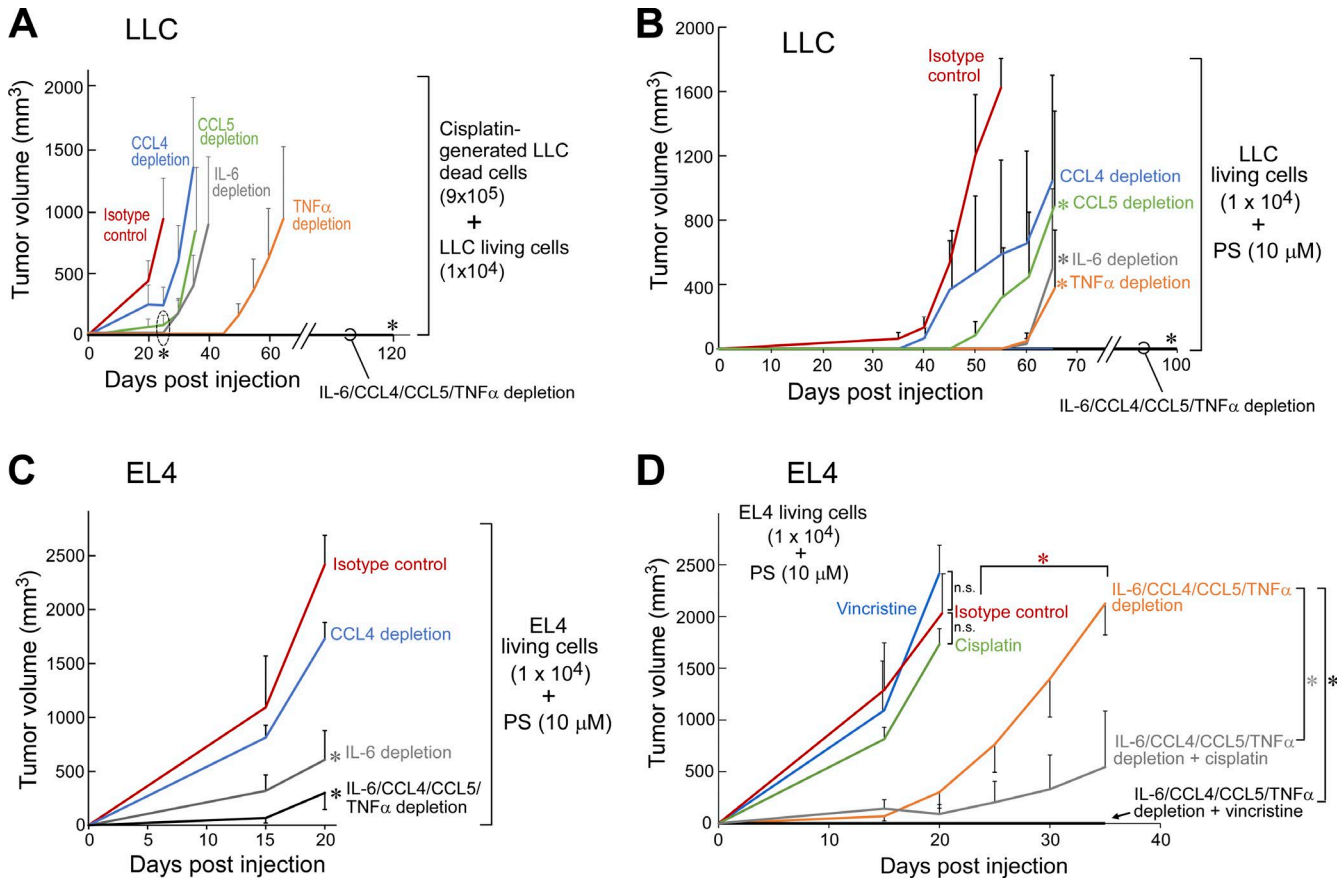 A
LLC
Tumor volume (mm3)
2000
1500
1000
500
0
CCL4
depletion
CCL5
depletion
IL-6
depletion
Isotype
control
TNFα
depletion
*
*
0 20 40 60 120
Days post injection
IL-6/CCL4/CCL5/TNFα depletion
Cisplatin-
generated LLC
dead cells
(9x105)
+
LLC living cells
(1x104)
B
LLC
Tumor volume (mm3)
2000
1600
1200
800
400
0
Isotype
control
CCL4 depletion
* CCL5 depletion
* IL-6 depletion
* TNFα depletion
*
0 10 20 30 40 50 60 70 100
Days post injection
IL-6/CCL4/CCL5/TNFα depletion
LLC
living cells
(1 x 104)
+
PS (10 μM)
C
EL4
Tumor volume (mm3)
2500
2000
1500
1000
500
0
Isotype control
CCL4 depletion
* IL-6 depletion
* IL-6/CCL4/CCL5/
TNFα depletion
0 5 10 15 20
Days post injection
EL4
living cells
(1 x 104)
+
PS (10 μM)
D
EL4
EL4 living cells
(1 x 104)
+
PS (10 μM)
Tumor volume (mm3)
2500
2000
1500
1000
500
0
Vincristine
n.s.
Isotype control
n.s.
Cisplatin
*
IL-6/CCL4/CCL5/TNFα
depletion
* *
IL-6/CCL4/CCL5/TNFα
depletion + cisplatin
IL-6/CCL4/CCL5/TNFα
depletion + vincristine
0 10 20 30 40
Days post injection